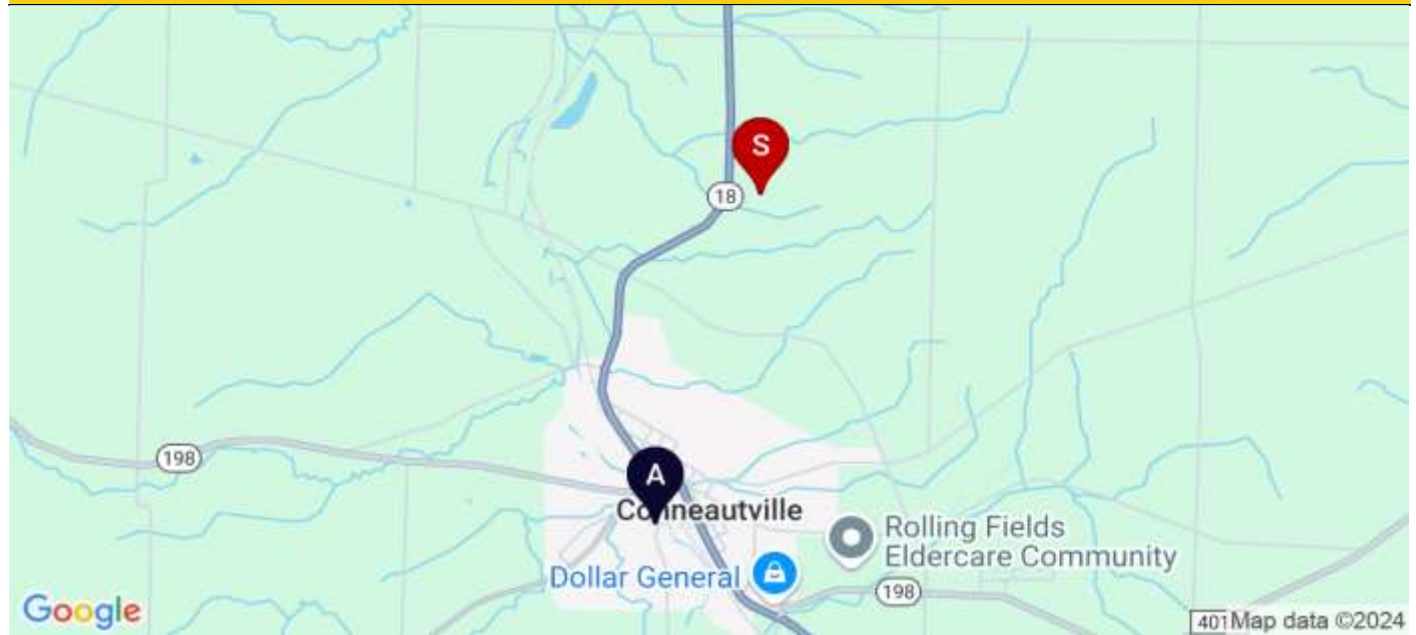 S
18
198
A
Conneautville
Rolling Fields
Eldercare Community
Dollar General
198
Google
401
Map data ©2024